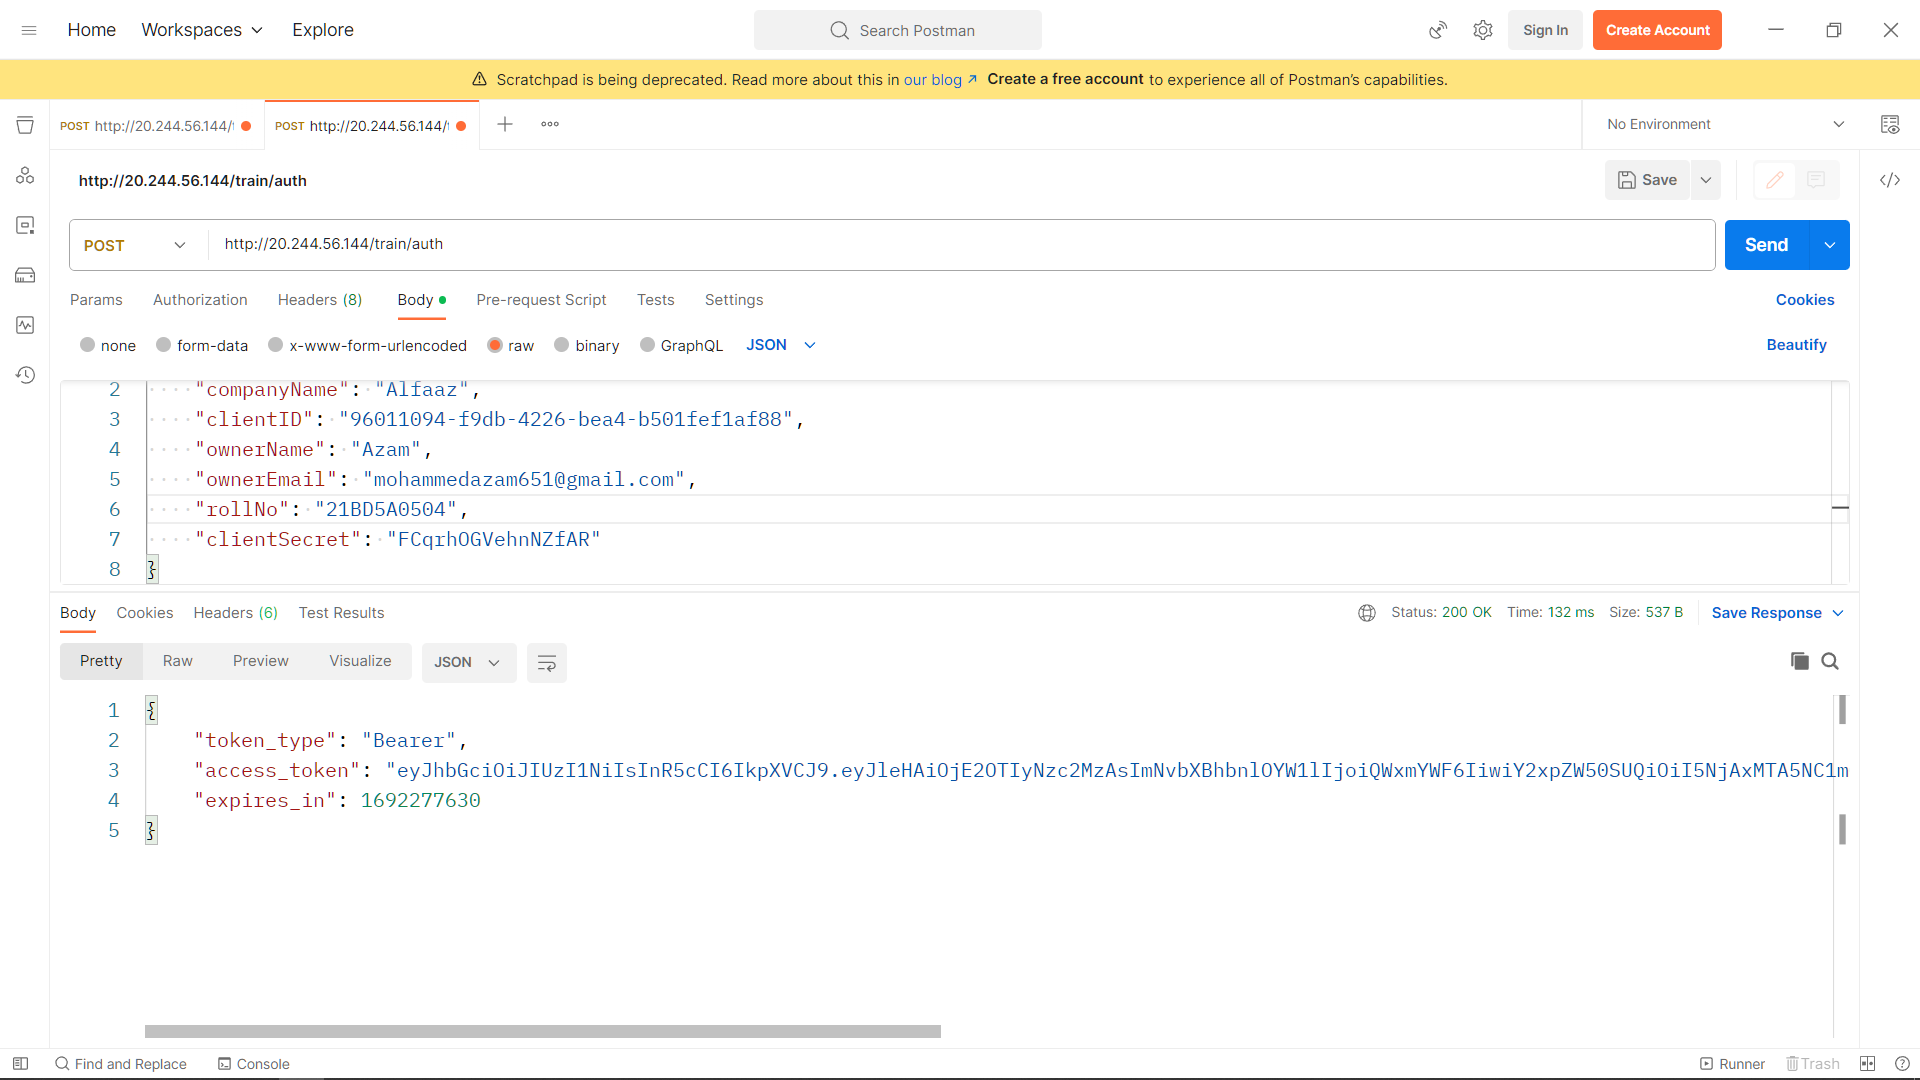 Home Workspaces Explore Search Postman Sign In Create Account
Scratchpad is being deprecated. Read more about this in our blog ↗ Create a free account to experience all of Postman's capabilities.
POST http://20.244.56.144/t POST http://20.244.56.144/t No Environment
http://20.244.56.144/train/auth Save
POST http://20.244.56.144/train/auth Send
Params Authorization Headers (8) Body Pre-request Script Tests Settings Cookies
none form-data x-www-form-urlencoded raw binary GraphQL JSON Beautify
2 "companyName": "Alfaaz",
3 "clientID": "96011094-f9db-4226-bea4-b501fef1af88",
4 "ownerName": "Azam",
5 "ownerEmail": "mohammedazam651@gmail.com",
6 "rollNo": "21BD5A0504",
7 "clientSecret": "FCqrhOGVehnNZfAR"
8 }
Body Cookies Headers (6) Test Results Status: 200 OK Time: 132 ms Size: 537 B Save Response
Pretty Raw Preview Visualize JSON
1 {
2 "token_type": "Bearer",
3 "access_token": "eyJhbGciOiJIUzI1NiIsInR5cCI6IkpXVCJ9.eyJleHAiOjE2OTIyNzc2MzAsImNvbXBhbnlOYW1lIjoiQWxmYWF6IiwiY2xpZW50SUQiOiI5NjAxMTA5NC1m
4 "expires_in": 1692277630
5 }
Find and Replace Console Runner Trash